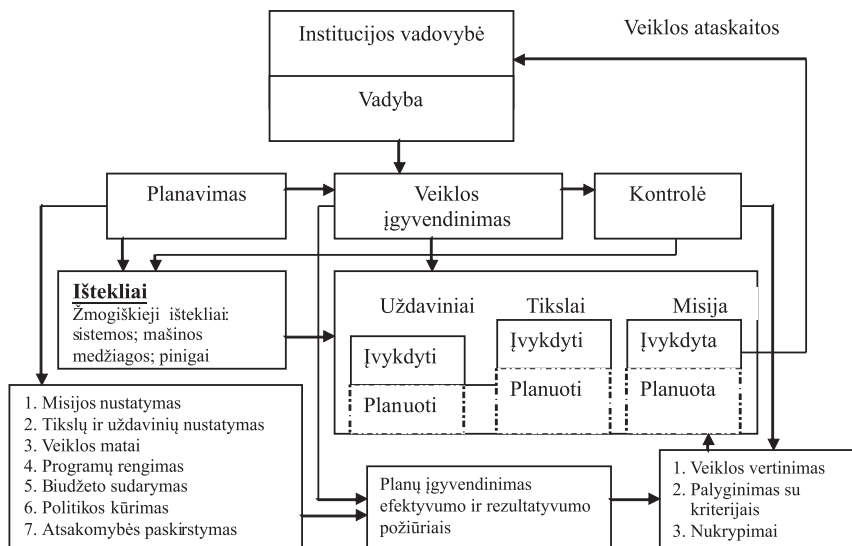 Institucijos vadovybė
Veiklos ataskaitos
Vadyba
Planavimas
Veiklos
įgyvendinimas
Kontrolė
Ištekliai
Žmogiškieji ištekliai:
sistemos; mašinos
medžiagos; pinigai
Uždaviniai
Tikslai
Misija
Įvykdyti
Įvykdyti
Įvykdyta
Planuoti
Planuoti
Planuota
1. Misijos nustatymas
2. Tikslų ir uždavinių nustatymas
3. Veiklos matai
4. Programų rengimas
5. Biudžeto sudarymas
6. Politikos kūrimas
7. Atsakomybės paskirstymas
Planų įgyvendinimas
efektyvumo ir rezultatyvumo
požiūriais
1. Veiklos vertinimas
2. Palyginimas su
kriterijais
3. Nukrypimai